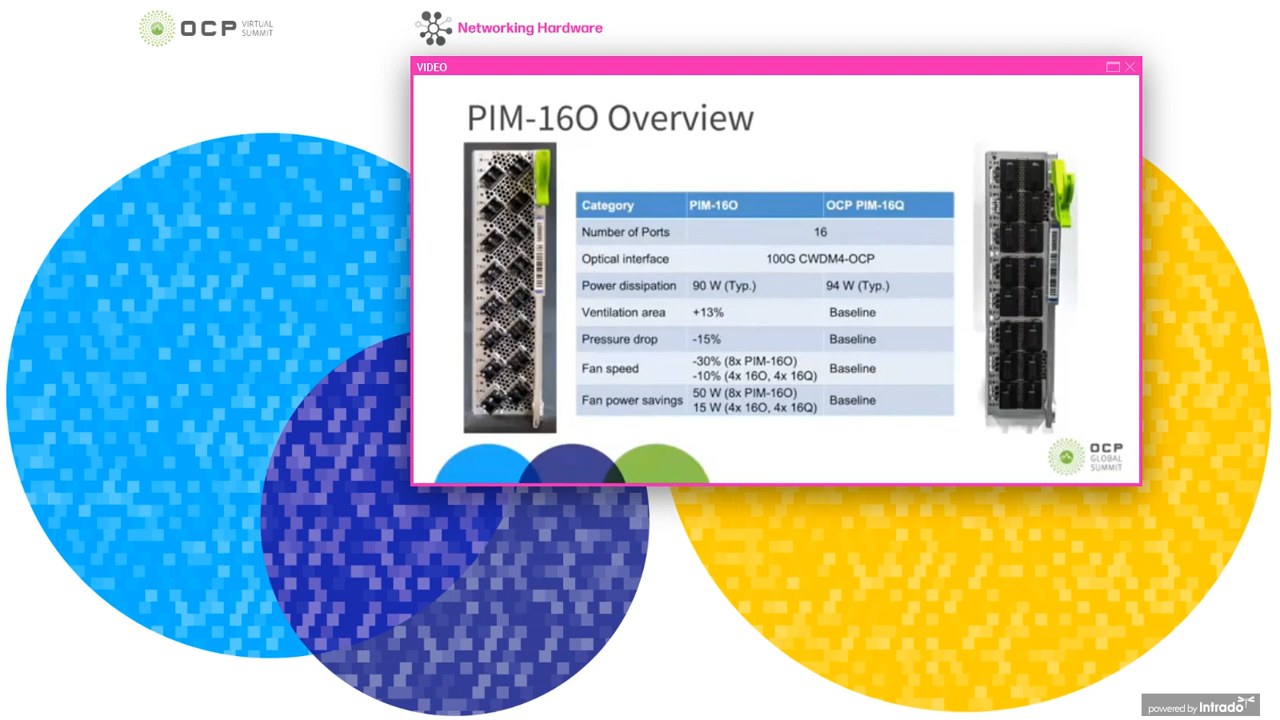 OCP VIRTUAL SUMMIT
Networking Hardware
VIDEO
PIM-16O Overview
Category PIM-16O OCP PIM-16Q
Number of Ports 16
Optical interface 100G CWDM4-OCP
Power dissipation 90 W (Typ.) 94 W (Typ.)
Ventilation area +13% Baseline
Pressure drop -15% Baseline
Fan speed -30% (8x PIM-16O) Baseline
-10% (4x 16O, 4x 16Q)
Fan power savings 50 W (8x PIM-16O) Baseline
15 W (4x 16O, 4x 16Q)
OCP
GLOBAL
SUMMIT
powered by Intrado